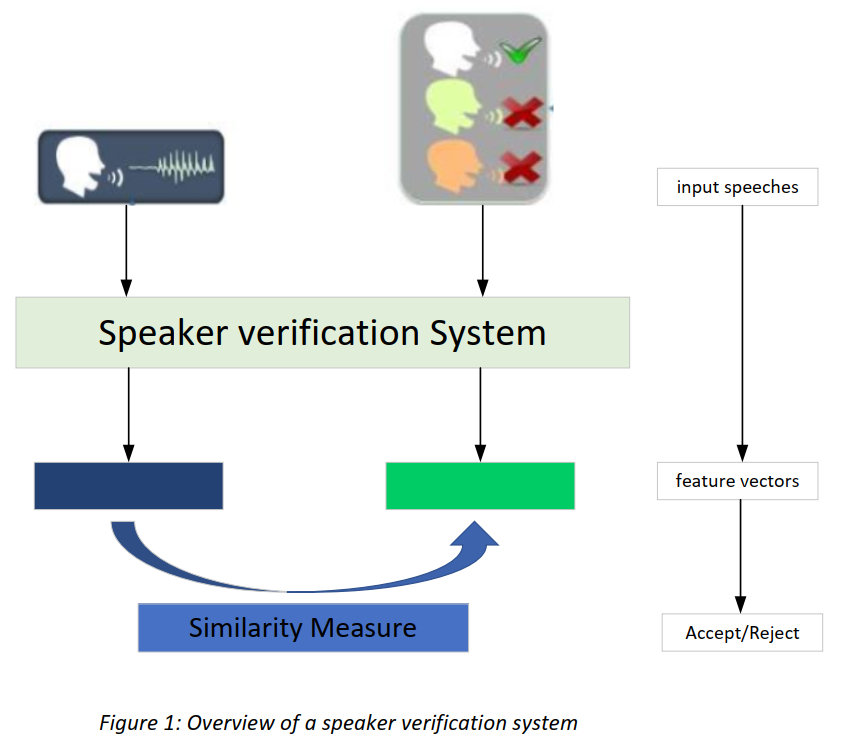 input speeches
Speaker verification System
feature vectors
Similarity Measure
Accept/Reject
Figure 1: Overview of a speaker verification system